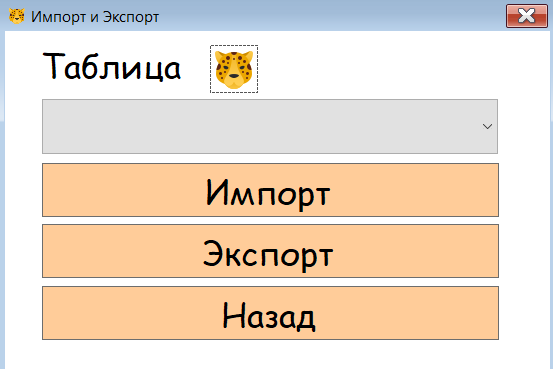 Импорт и Экспорт
Таблица
Импорт
Экспорт
Назад